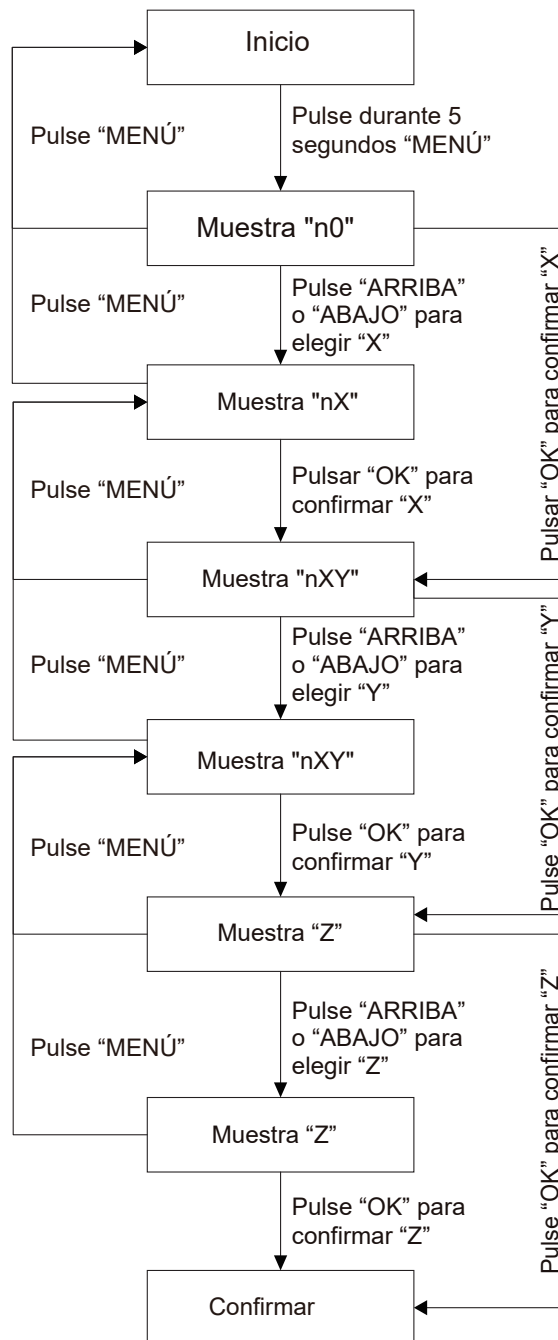 Inicio
Pulse “MENÚ”
Pulse durante 5
segundos “MENÚ”
Muestra "n0"
Pulse “MENÚ”
Pulse “ARRIBA”
o “ABAJO” para
elegir “X”
Pulsar “OK” para confirmar “X”
Muestra "nX"
Pulse “MENÚ”
Pulsar “OK” para
confirmar “X”
Muestra "nXY"
Pulse “MENÚ”
Pulse “ARRIBA”
o “ABAJO” para
elegir “Y”
Pulse “OK” para confirmar “Y”
Muestra "nXY"
Pulse “MENÚ”
Pulse “OK” para
confirmar “Y”
Muestra “Z”
Pulse “MENÚ”
Pulse “ARRIBA”
o “ABAJO” para
elegir “Z”
Pulse “OK” para confirmar “Z”
Muestra “Z”
Pulse “OK” para
confirmar “Z”
Confirmar